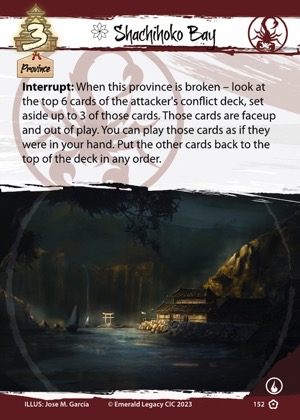 3
Shachihoko Bay
Province
Interrupt: When this province is broken – look at
the top 6 cards of the attacker's conflict deck, set
aside up to 3 of those cards. Those cards are faceup
and out of play. You can play those cards as if they
were in your hand. Put the other cards back to the
top of the deck in any order.
ILLUS: Jose M. García © Emerald Legacy CIC 2023 152